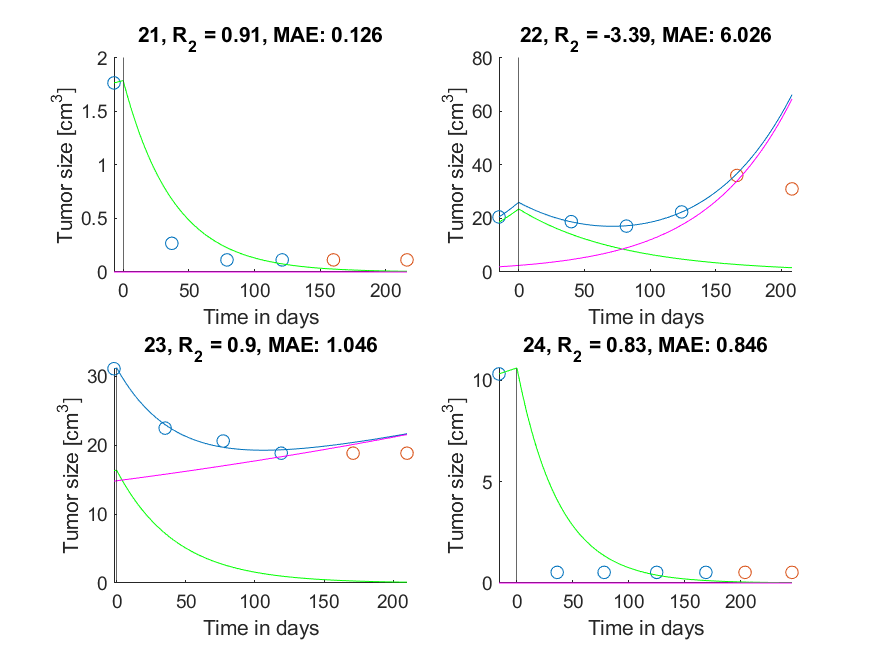 21, R2 = 0.91, MAE: 0.126
22, R2 = -3.39, MAE: 6.026
Tumor size [cm3]
2
1.5
1
0.5
0
0 50 100 150 200
Time in days
Tumor size [cm3]
80
60
40
20
0
0 50 100 150 200
Time in days
23, R2 = 0.9, MAE: 1.046
24, R2 = 0.83, MAE: 0.846
Tumor size [cm3]
30
20
10
0
0 50 100 150 200
Time in days
Tumor size [cm3]
10
5
0
0 50 100 150 200
Time in days